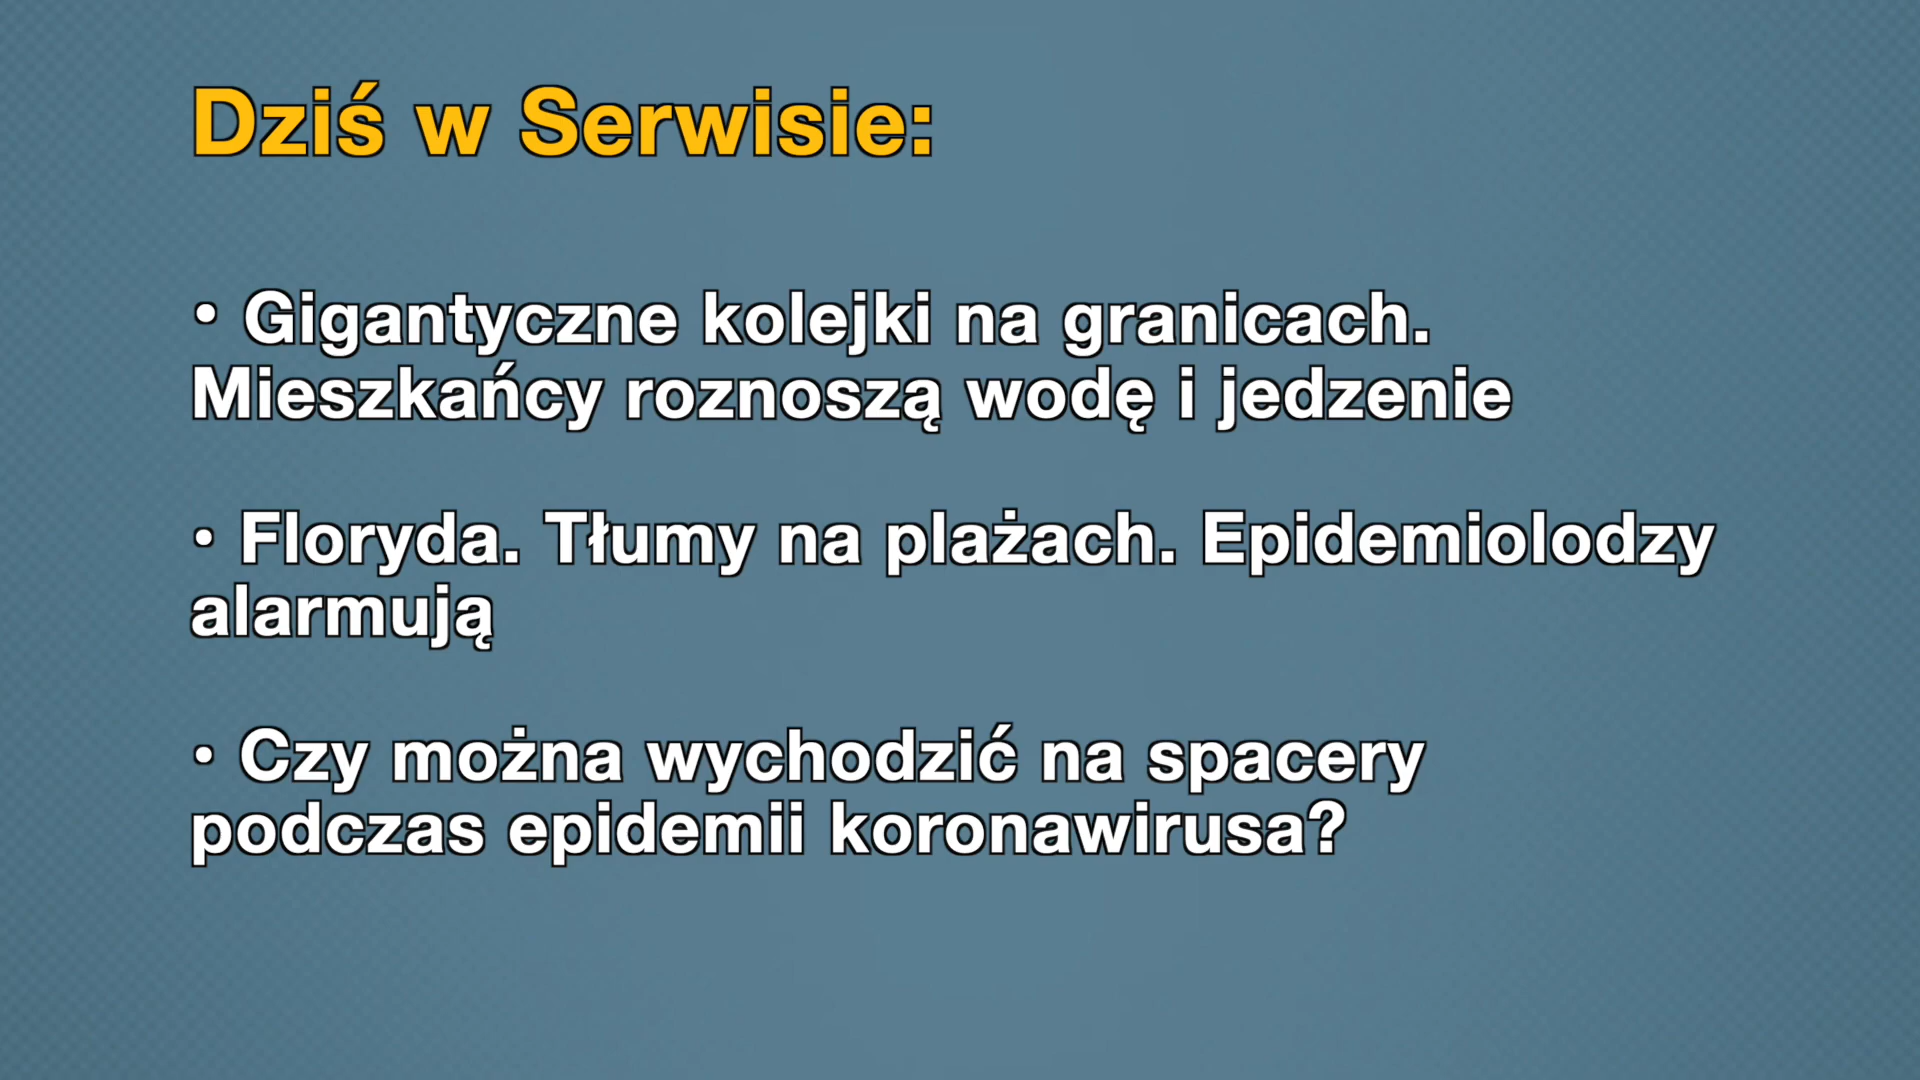 Dziś w Serwisie:
• Gigantyczne kolejki na granicach.
Mieszkańcy roznoszą wodę i jedzenie
• Floryda. Tłumy na plażach. Epidemiolodzy
alarmują
• Czy można wychodzić na spacery
podczas epidemii koronawirusa?